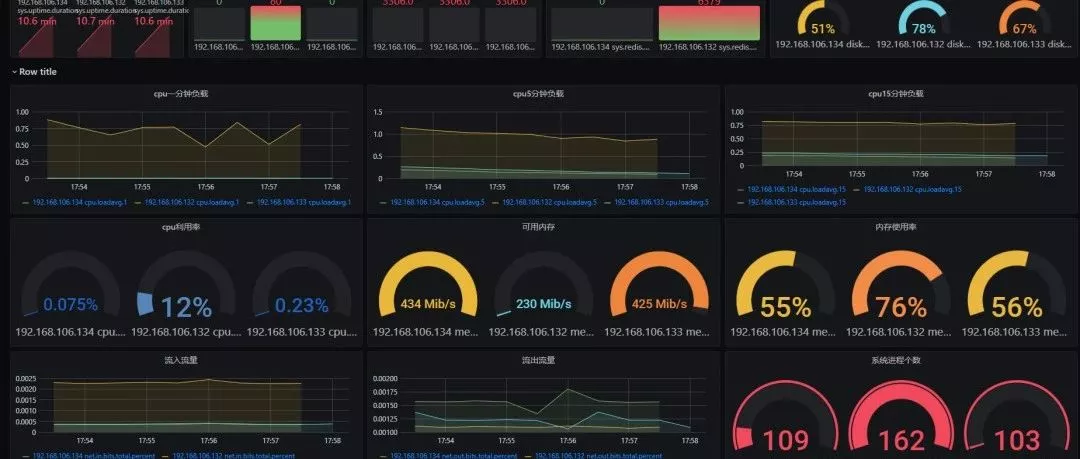 192.168.106.134 192.168.106.132 192.168.106.133
sys.uptime.duration sys.uptime.duration sys.uptime.duration
10.6 min 10.7 min 10.6 min
0 80 0
192.168.106... 192.168.106... 192.168.106...
3306.0 3306.0 3306.0
192.168.106... 192.168.106... 192.168.106...
0 6379
192.168.106.134 sys.redis.... 192.168.106.132 sys.redis....
51% 78% 67%
192.168.106.134 disk... 192.168.106.132 disk... 192.168.106.133 disk...
Row title
cpu一分钟负载
1.00
0.75
0.50
0.25
0
17:54 17:55 17:56 17:57 17:58
192.168.106.134 cpu.loadavg.1 192.168.106.132 cpu.loadavg.1 192.168.106.133 cpu.loadavg.1
cpu5分钟负载
1.5
1.0
0.5
0
17:54 17:55 17:56 17:57 17:58
192.168.106.134 cpu.loadavg.5 192.168.106.132 cpu.loadavg.5 192.168.106.133 cpu.loadavg.5
cpu15分钟负载
1.00
0.75
0.50
0.25
0
17:54 17:55 17:56 17:57 17:58
192.168.106.134 cpu.loadavg.15 192.168.106.132 cpu.loadavg.15
192.168.106.133 cpu.loadavg.15
cpu利用率
0.075% 12% 0.23%
192.168.106.134 cpu.... 192.168.106.132 cpu.... 192.168.106.133 cpu....
可用内存
434 Mib/s 230 Mib/s 425 Mib/s
192.168.106.134 me... 192.168.106.132 me... 192.168.106.133 me...
内存使用率
55% 76% 56%
192.168.106.134 me... 192.168.106.132 me... 192.168.106.133 me...
流入流量
0.0025
0.0020
0.0015
0.0010
0.0005
0
17:54 17:55 17:56 17:57 17:58
192.168.106.134 net.in.bits.total.percent 192.168.106.132 net.in.bits.total.percent
流出流量
0.00200
0.00175
0.00150
0.00125
0.00100
17:54 17:55 17:56 17:57 17:58
192.168.106.134 net.out.bits.total.percent 192.168.106.132 net.out.bits.total.percent
系统进程个数
109 162 103